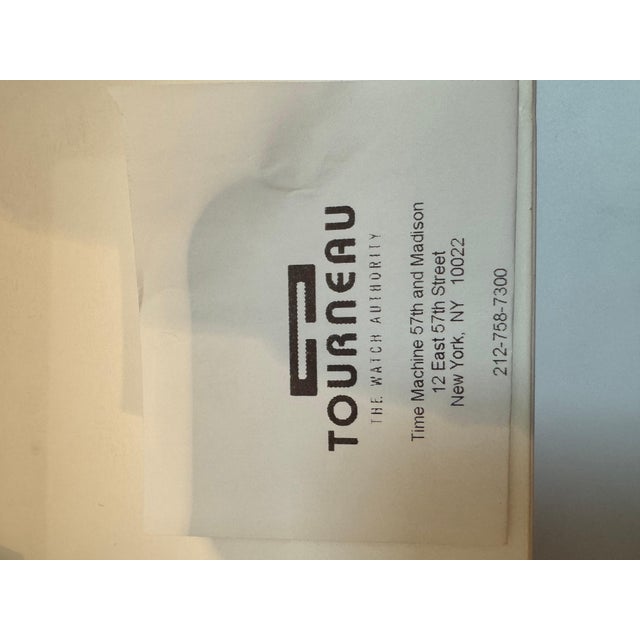 TOURNEAU
THE WATCH AUTHORITY
Time Machine 57th and Madison
12 East 57th Street
New York, NY 10022
212-758-7300